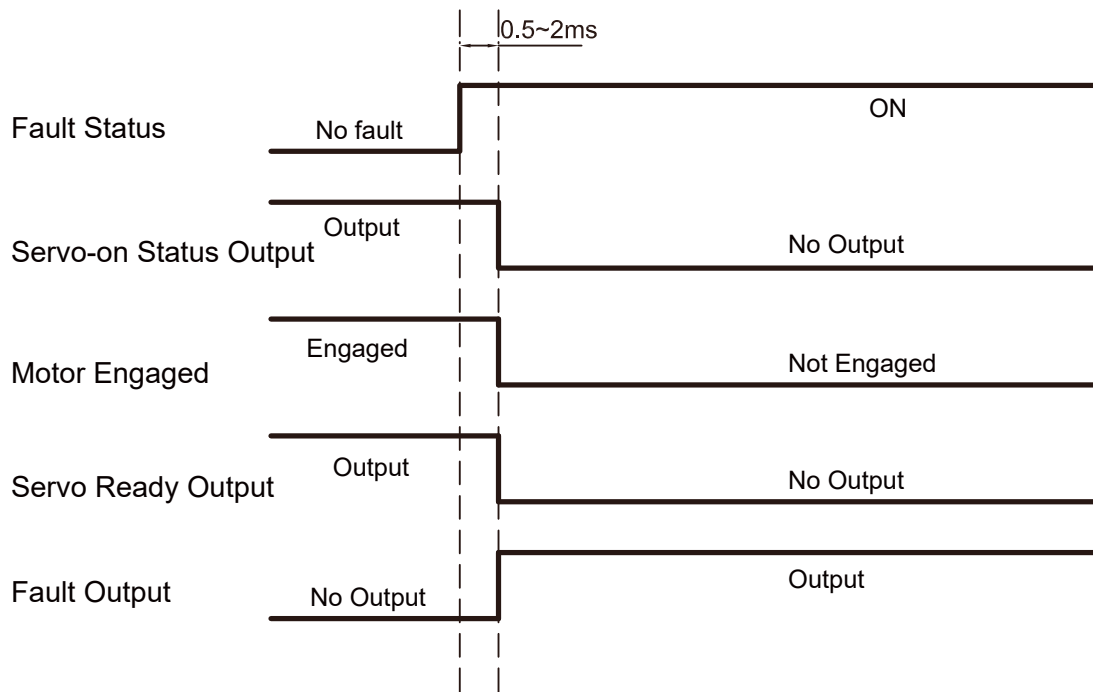 0.5~2ms
ON
Fault Status
No fault
Output
Servo-on Status Output
No Output
Engaged
Motor Engaged
Not Engaged
Output
Servo Ready Output
No Output
Fault Output
No Output
Output